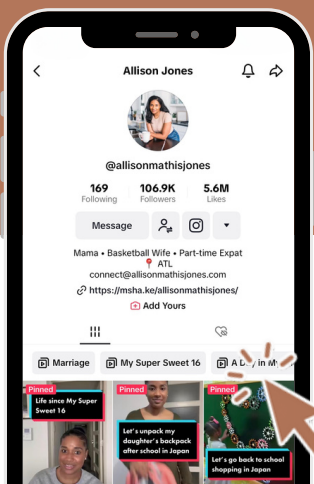 Allison Jones
@allisonmathisjones
169 106.9K 5.6M
Following Followers Likes
Message
Mama • Basketball Wife • Part-time Expat
📍 ATL
connect@allisonmathisjones.com
https://msha.ke/allisonmathisjones/
Add Yours
Marriage My Super Sweet 16 A Day in My
Pinned Pinned Pinned
Life since My Super
Sweet 16
Let's unpack my
daughter's backpack
after school in Japan
Let's go back to school
shopping in Japan